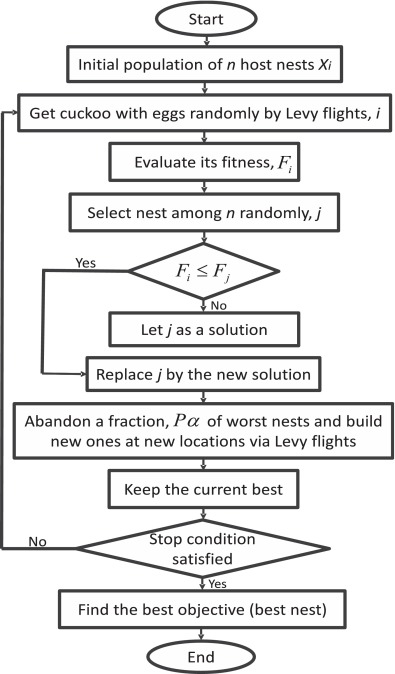 Start
Initial population of n host nests Xi
Get cuckoo with eggs randomly by Levy flights, i
Evaluate its fitness, Fi
Select nest among n randomly, j
Yes
Fi ≤ Fj
No
Let j as a solution
Replace j by the new solution
Abandon a fraction, Pα of worst nests and build
new ones at new locations via Levy flights
Keep the current best
No
Stop condition
satisfied
Yes
Find the best objective (best nest)
End